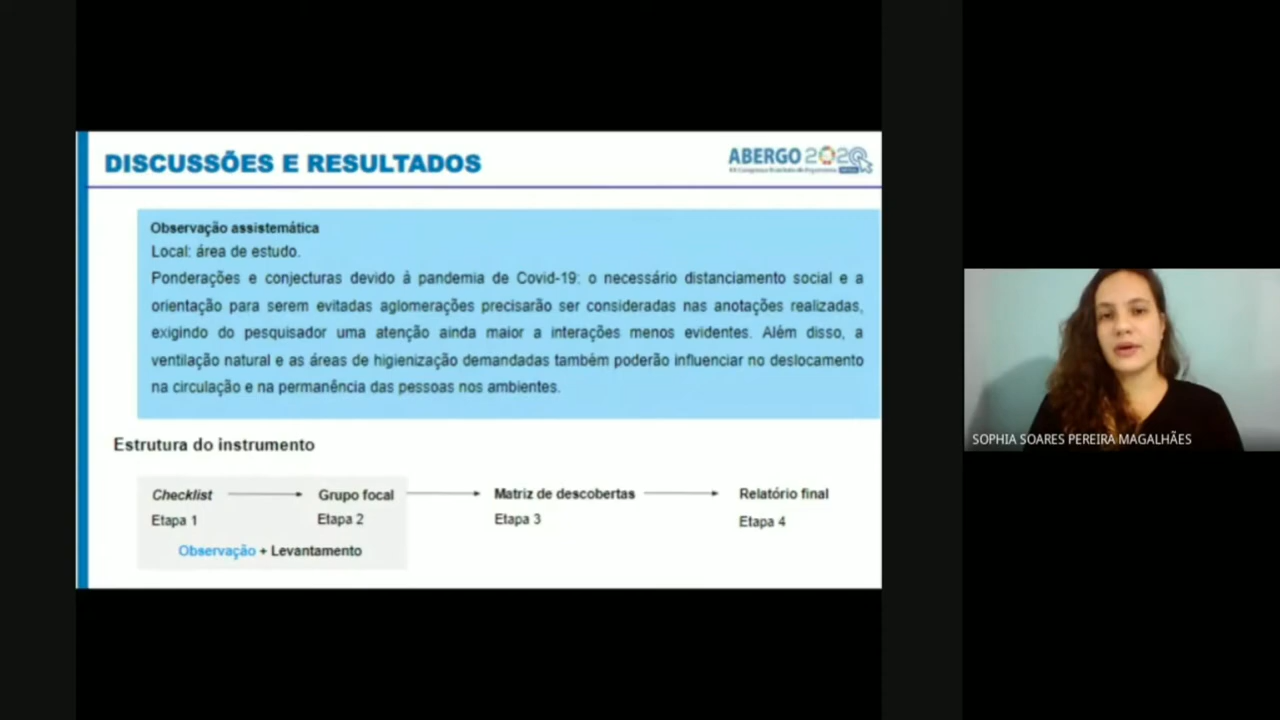 DISCUSSÕES E RESULTADOS
ABERGO 2020
Observação assistemática
Local: área de estudo.
Ponderações e conjecturas devido à pandemia de Covid-19: o necessário distanciamento social e a
orientação para serem evitadas aglomerações precisarão ser consideradas nas anotações realizadas,
exigindo do pesquisador uma atenção ainda maior a interações menos evidentes. Além disso, a
ventilação natural e as áreas de higienização demandadas também poderão influenciar no deslocamento
na circulação e na permanência das pessoas nos ambientes.
Estrutura do instrumento
Checklist Grupo focal Matriz de descobertas Relatório final
Etapa 1 Etapa 2 Etapa 3 Etapa 4
Observação + Levantamento
SOPHIA SOARES PEREIRA MAGALHÃES